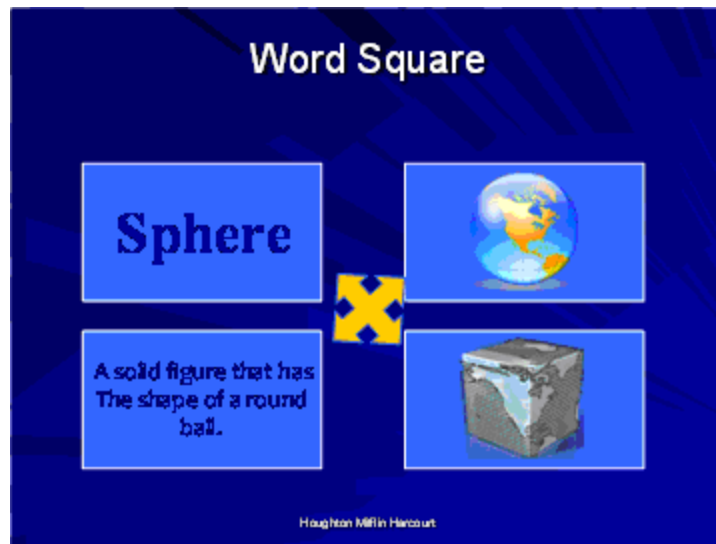 Word Square
Sphere
A solid figure that has
The shape of a round
ball.
Houghton Mifflin Harcourt